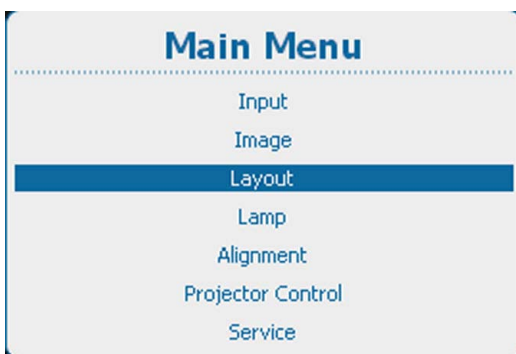 Main Menu
Input
Image
Layout
Lamp
Alignment
Projector Control
Service